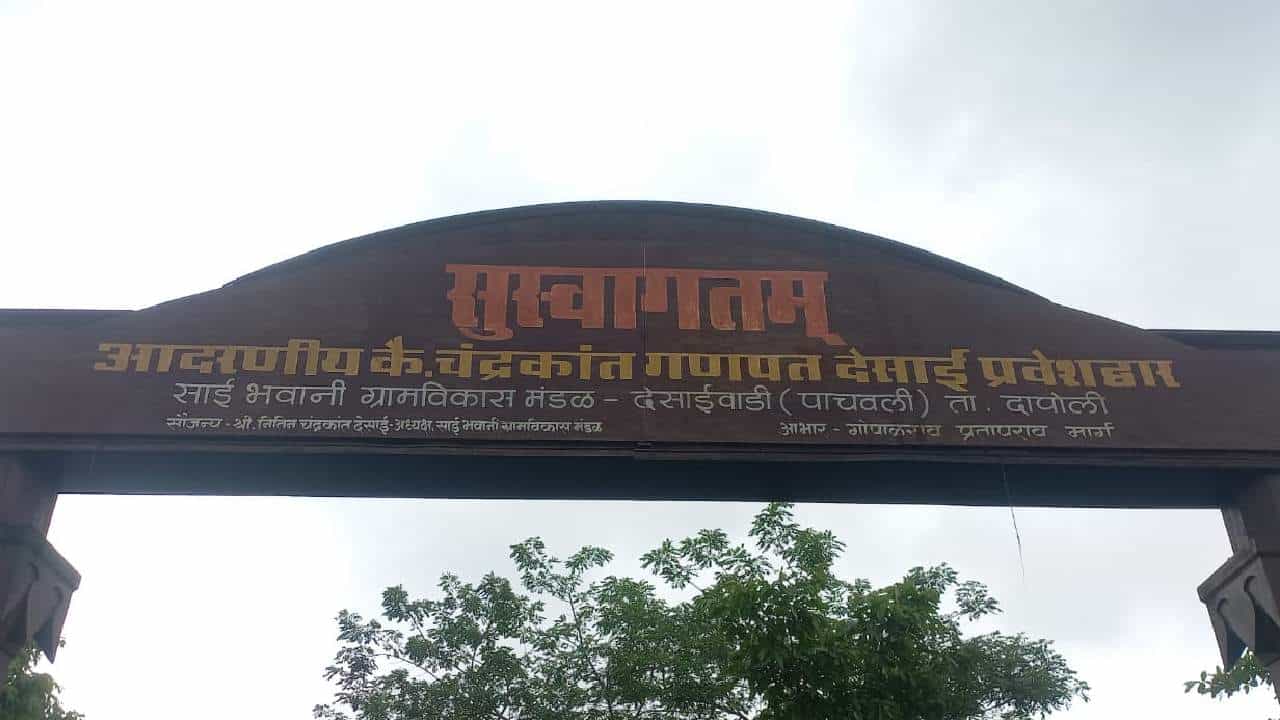 सुस्वागतम्
आदरणीय कै.चंद्रकांत गणपत देसाई प्रवेशद्वार
साई भवानी ग्रामविकास मंडळ - देसाईवाडी (पाचवली) ता. दापोली
सौजन्य - श्री. नितिन चंद्रकांत देसाई-अध्यक्ष साई भवानी ग्रामविकास मंडळ आभार - गोपाळराव प्रतापराव मार्ग